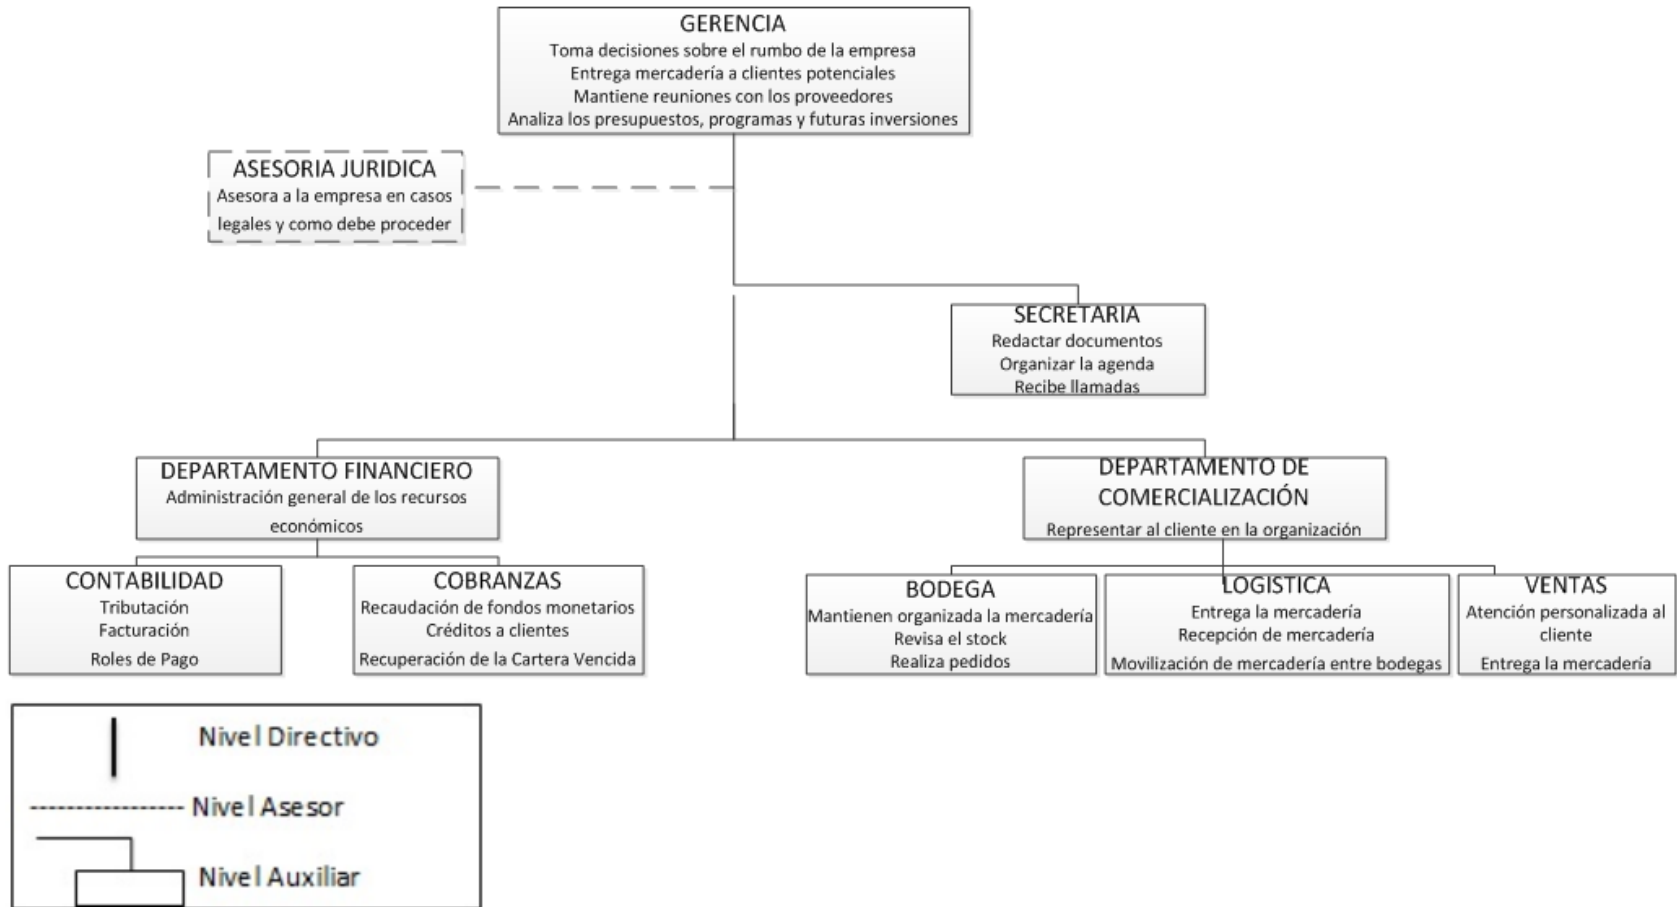 GERENCIA
Toma decisiones sobre el rumbo de la empresa
Entrega mercadería a clientes potenciales
Mantiene reuniones con los proveedores
Analiza los presupuestos, programas y futuras inversiones
ASESORIA JURIDICA
Asesora a la empresa en casos
legales y como debe proceder
SECRETARIA
Redactar documentos
Organizar la agenda
Recibe llamadas
DEPARTAMENTO FINANCIERO
Administración general de los recursos
económicos
DEPARTAMENTO DE
COMERCIALIZACIÓN
Representar al cliente en la organización
CONTABILIDAD
Tributación
Facturación
Roles de Pago
COBRANZAS
Recaudación de fondos monetarios
Créditos a clientes
Recuperación de la Cartera Vencida
BODEGA
Mantienen organizada la mercadería
Revisa el stock
Realiza pedidos
LOGISTICA
Entrega la mercadería
Recepción de mercadería
Movilización de mercadería entre bodegas
VENTAS
Atención personalizada al
cliente
Entrega la mercadería
Nivel Directivo
Nivel Asesor
Nivel Auxiliar